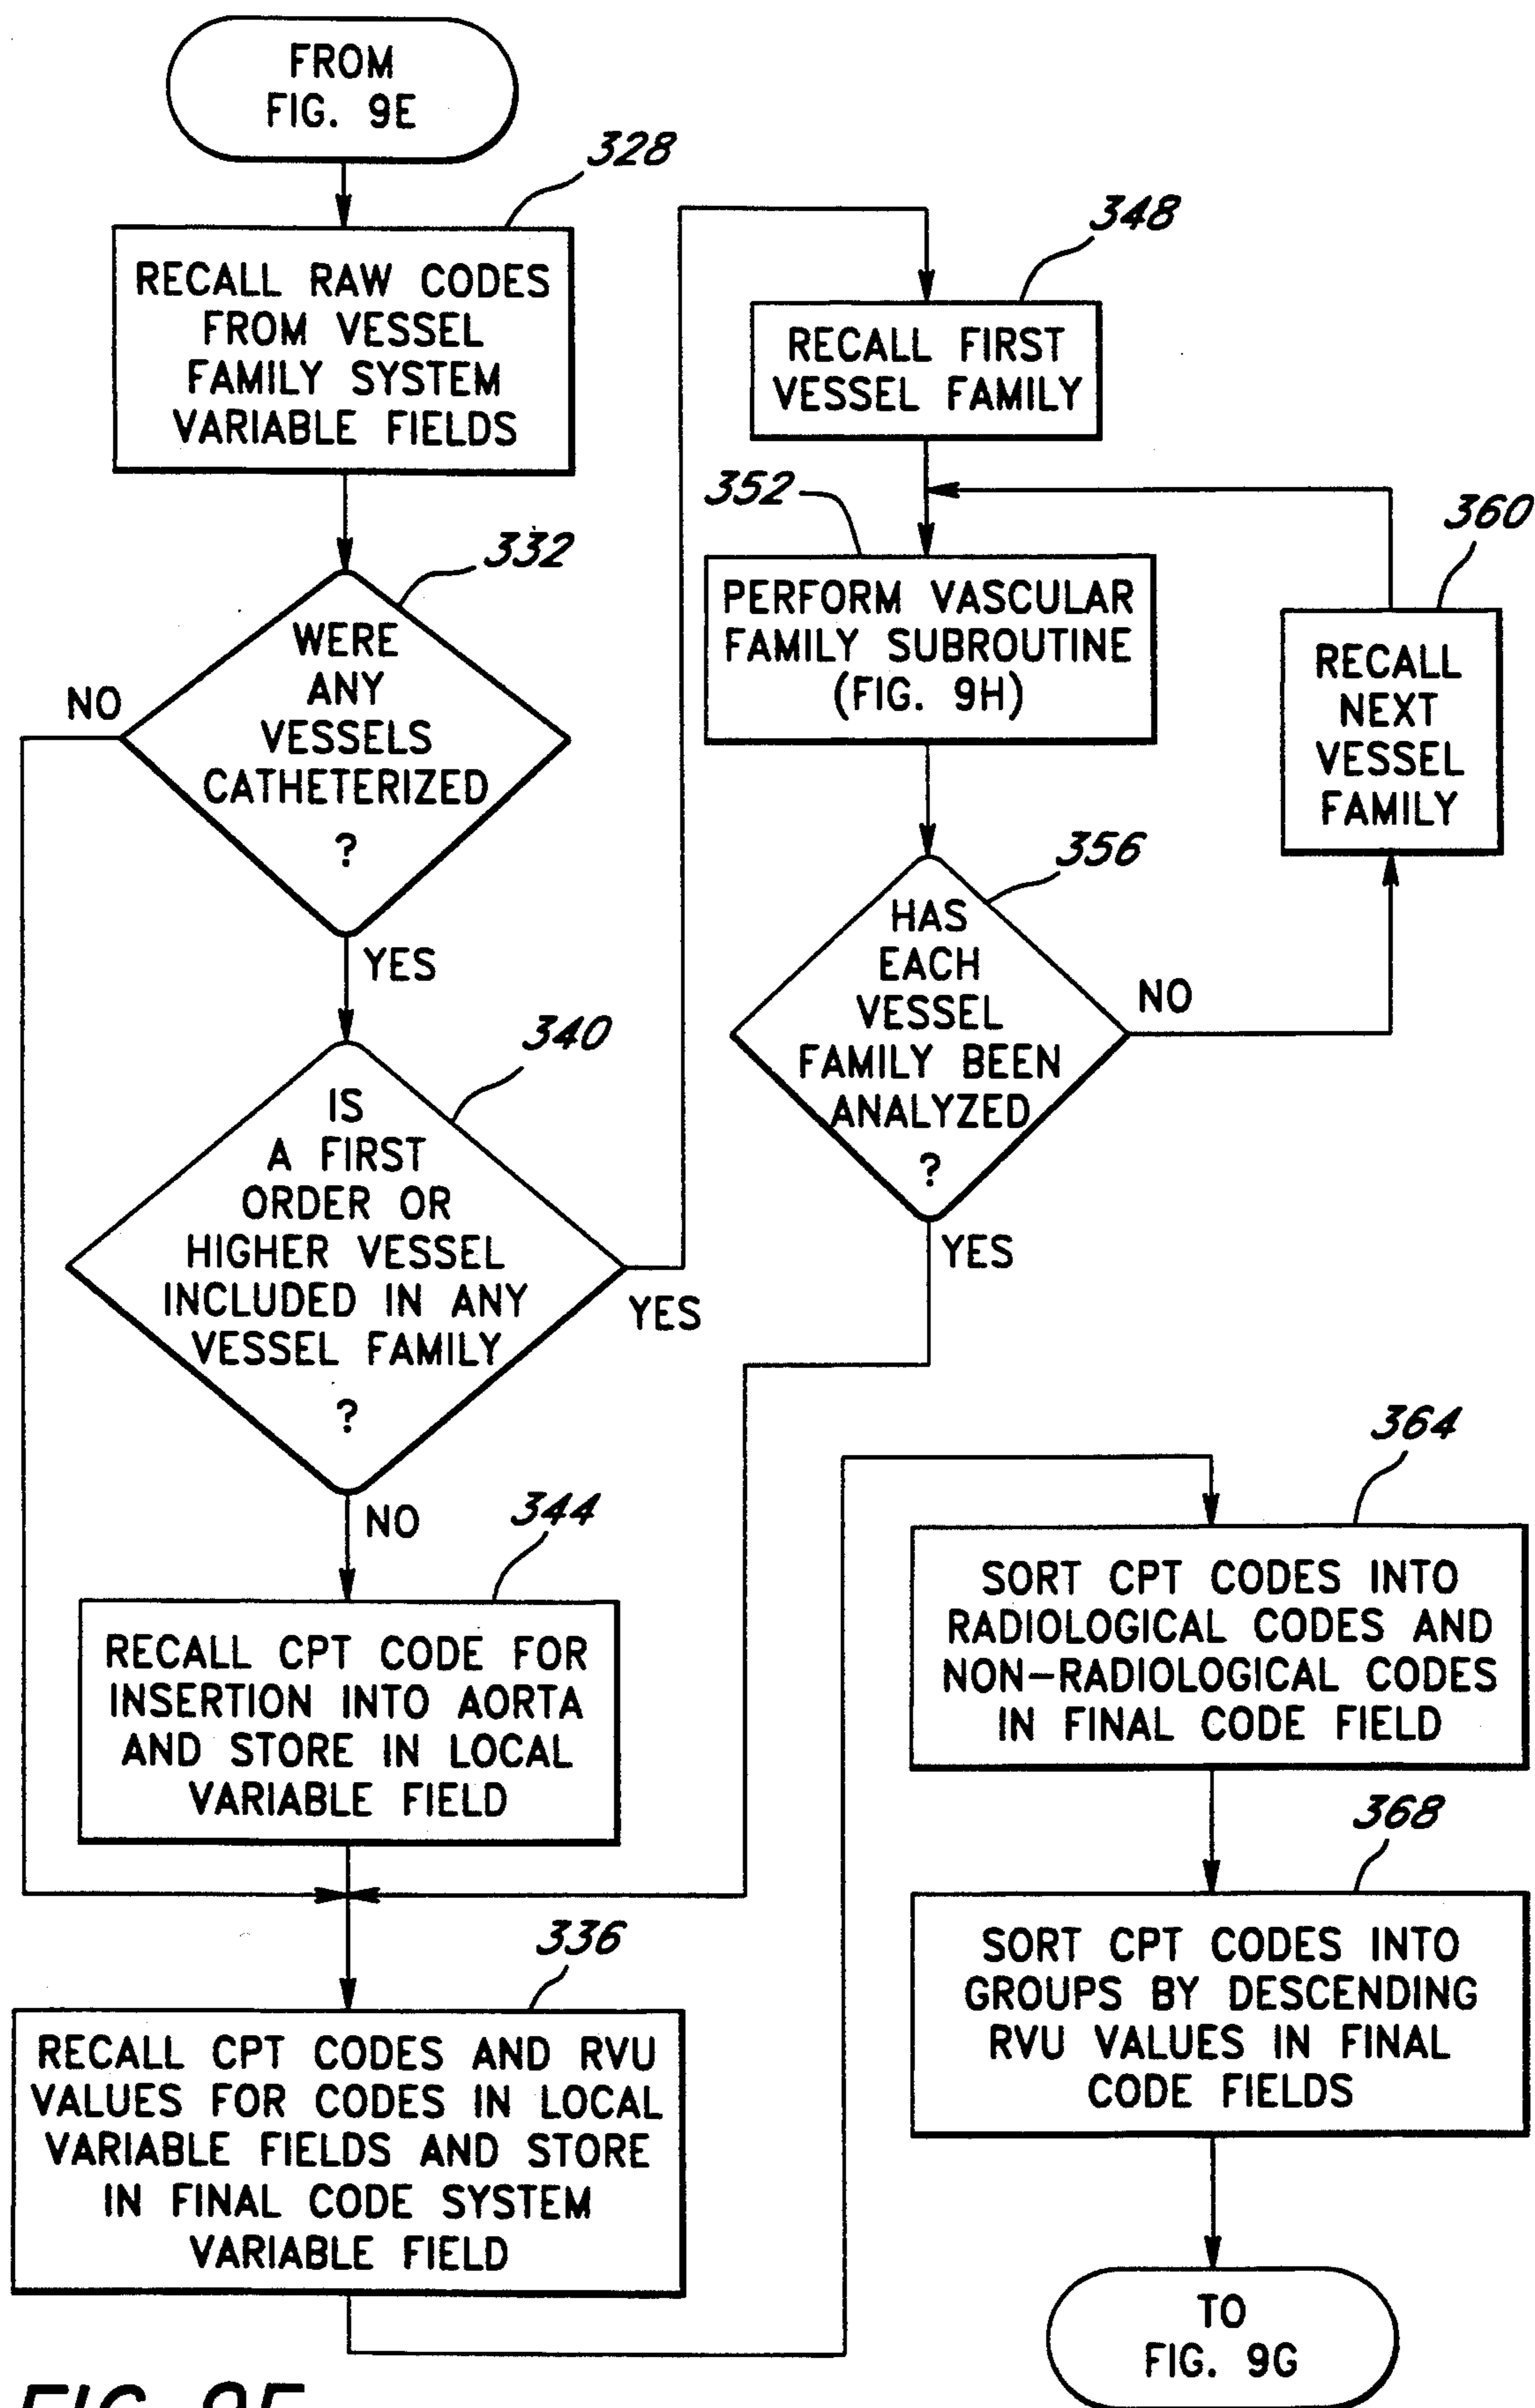 FROM
FIG. 9E
328
RECALL RAW CODES
FROM VESSEL
FAMILY SYSTEM
VARIABLE FIELDS
332
WERE
ANY
VESSELS
CATHETERIZED
?
NO
YES
340
IS
A FIRST
ORDER OR
HIGHER VESSEL
INCLUDED IN ANY
VESSEL FAMILY
?
YES
NO
344
RECALL CPT CODE FOR
INSERTION INTO AORTA
AND STORE IN LOCAL
VARIABLE FIELD
336
RECALL CPT CODES AND RVU
VALUES FOR CODES IN LOCAL
VARIABLE FIELDS AND STORE
IN FINAL CODE SYSTEM
VARIABLE FIELD
348
RECALL FIRST
VESSEL FAMILY
352
PERFORM VASCULAR
FAMILY SUBROUTINE
(FIG. 9H)
360
RECALL
NEXT
VESSEL
FAMILY
356
HAS
EACH
VESSEL
FAMILY BEEN
ANALYZED
?
NO
YES
364
SORT CPT CODES INTO
RADIOLOGICAL CODES AND
NON-RADIOLOGICAL CODES
IN FINAL CODE FIELD
368
SORT CPT CODES INTO
GROUPS BY DESCENDING
RVU VALUES IN FINAL
CODE FIELDS
TO
FIG. 9G
FIG. 9F